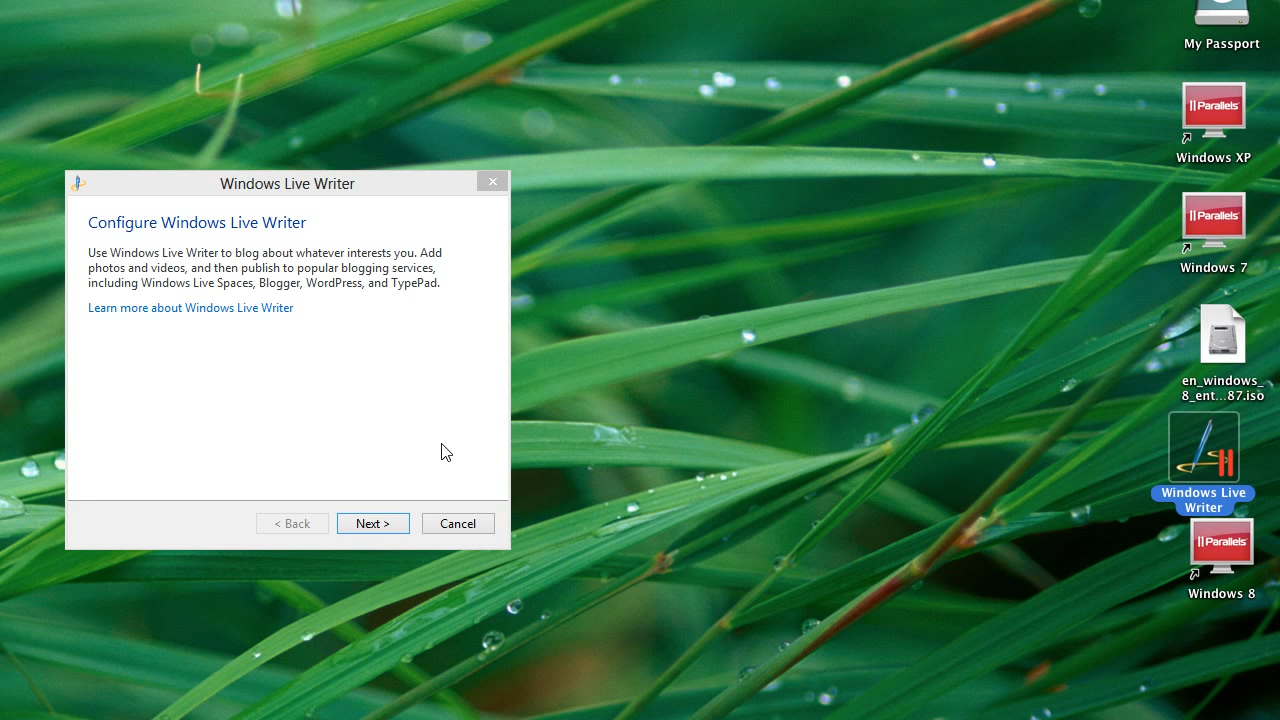 Windows Live Writer
Configure Windows Live Writer
Use Windows Live Writer to blog about whatever interests you. Add
photos and videos, and then publish to popular blogging services,
including Windows Live Spaces, Blogger, WordPress, and TypePad.
Learn more about Windows Live Writer
< Back
Next >
Cancel
My Passport
Parallels
Windows XP
Parallels
Windows 7
en_windows_
8_ent...87.iso
Windows Live
Writer
Parallels
Windows 8